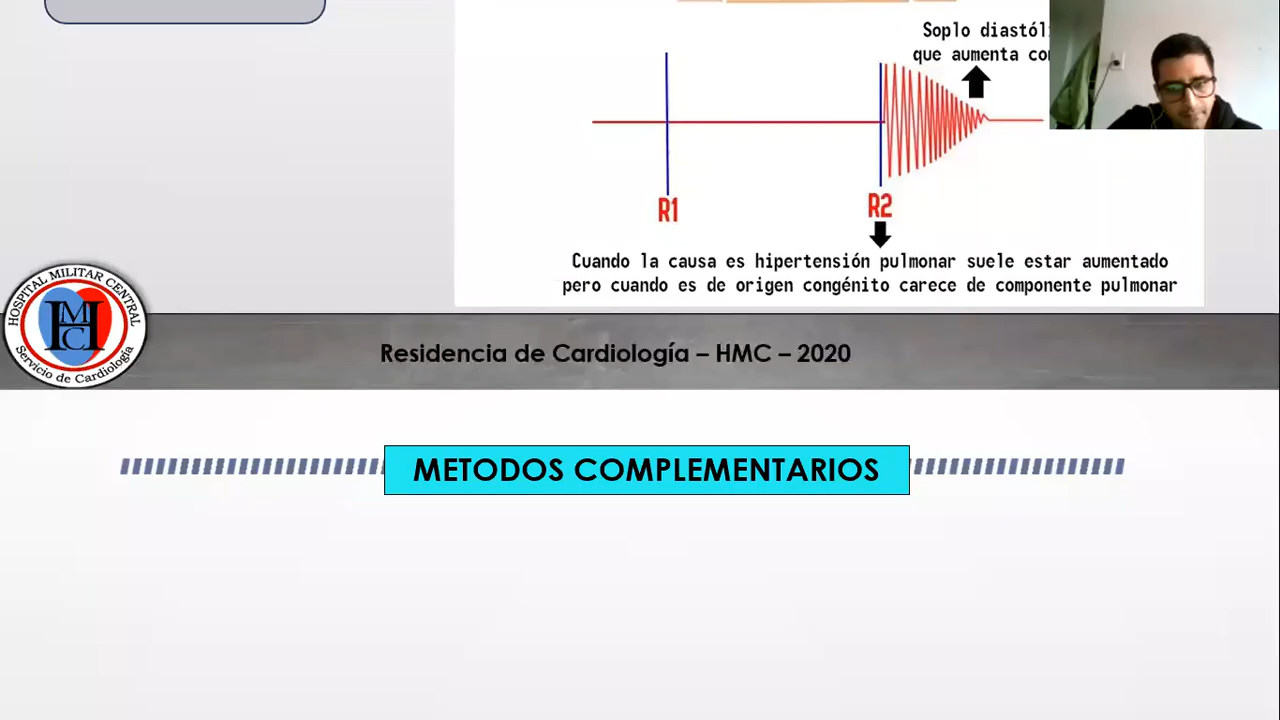 Soplo diastól
que aumenta
R1
R2
Cuando la causa es hipertensión pulmonar suele estar aumentado
pero cuando es de origen congénito carece de componente pulmonar
HOSPITAL MILITAR CENTRAL
HMC
Servicio de Cardiología
Residencia de Cardiología – HMC – 2020
METODOS COMPLEMENTARIOS